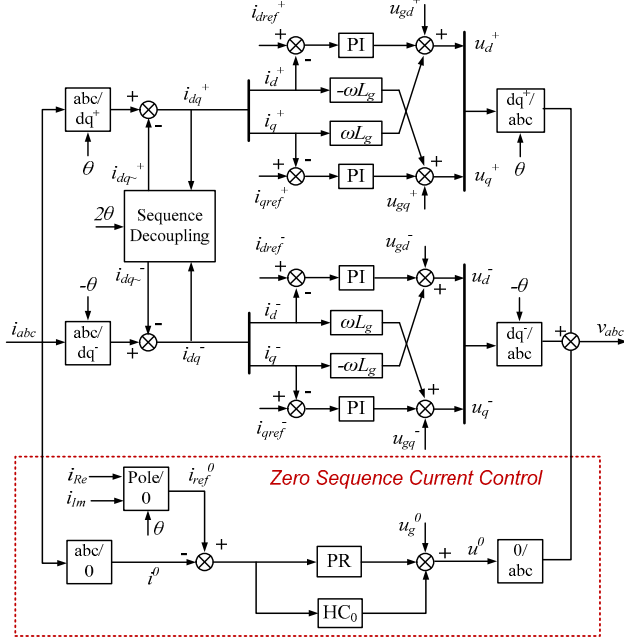 i_dref^+
u_gd^+
+
-
PI
+
u_d^+
abc/
dq^+
+
-
i_dq^+
i_d^+
-ωL_g
dq^+/
abc
θ
i_q^+
ωL_g
θ
i_dq~^+
-
+
PI
+
u_q^+
i_qref^+
u_gq^+
2θ
Sequence
Decoupling
i_dref^-
u_gd^-
+
-
PI
+
u_d^-
-θ
i_dq~^-
-θ
i_abc
abc/
dq^-
+
-
i_dq^-
i_d^-
ωL_g
dq^-/
abc
+
v_abc
i_q^-
-ωL_g
-
+
PI
+
u_q^-
i_qref^-
u_gq^-
Zero Sequence Current Control
i_Re
i_Im
Pole/
0
i_ref^0
θ
u_g^0
abc/
0
i^0
-
+
PR
+
u^0
0/
abc
HC_0